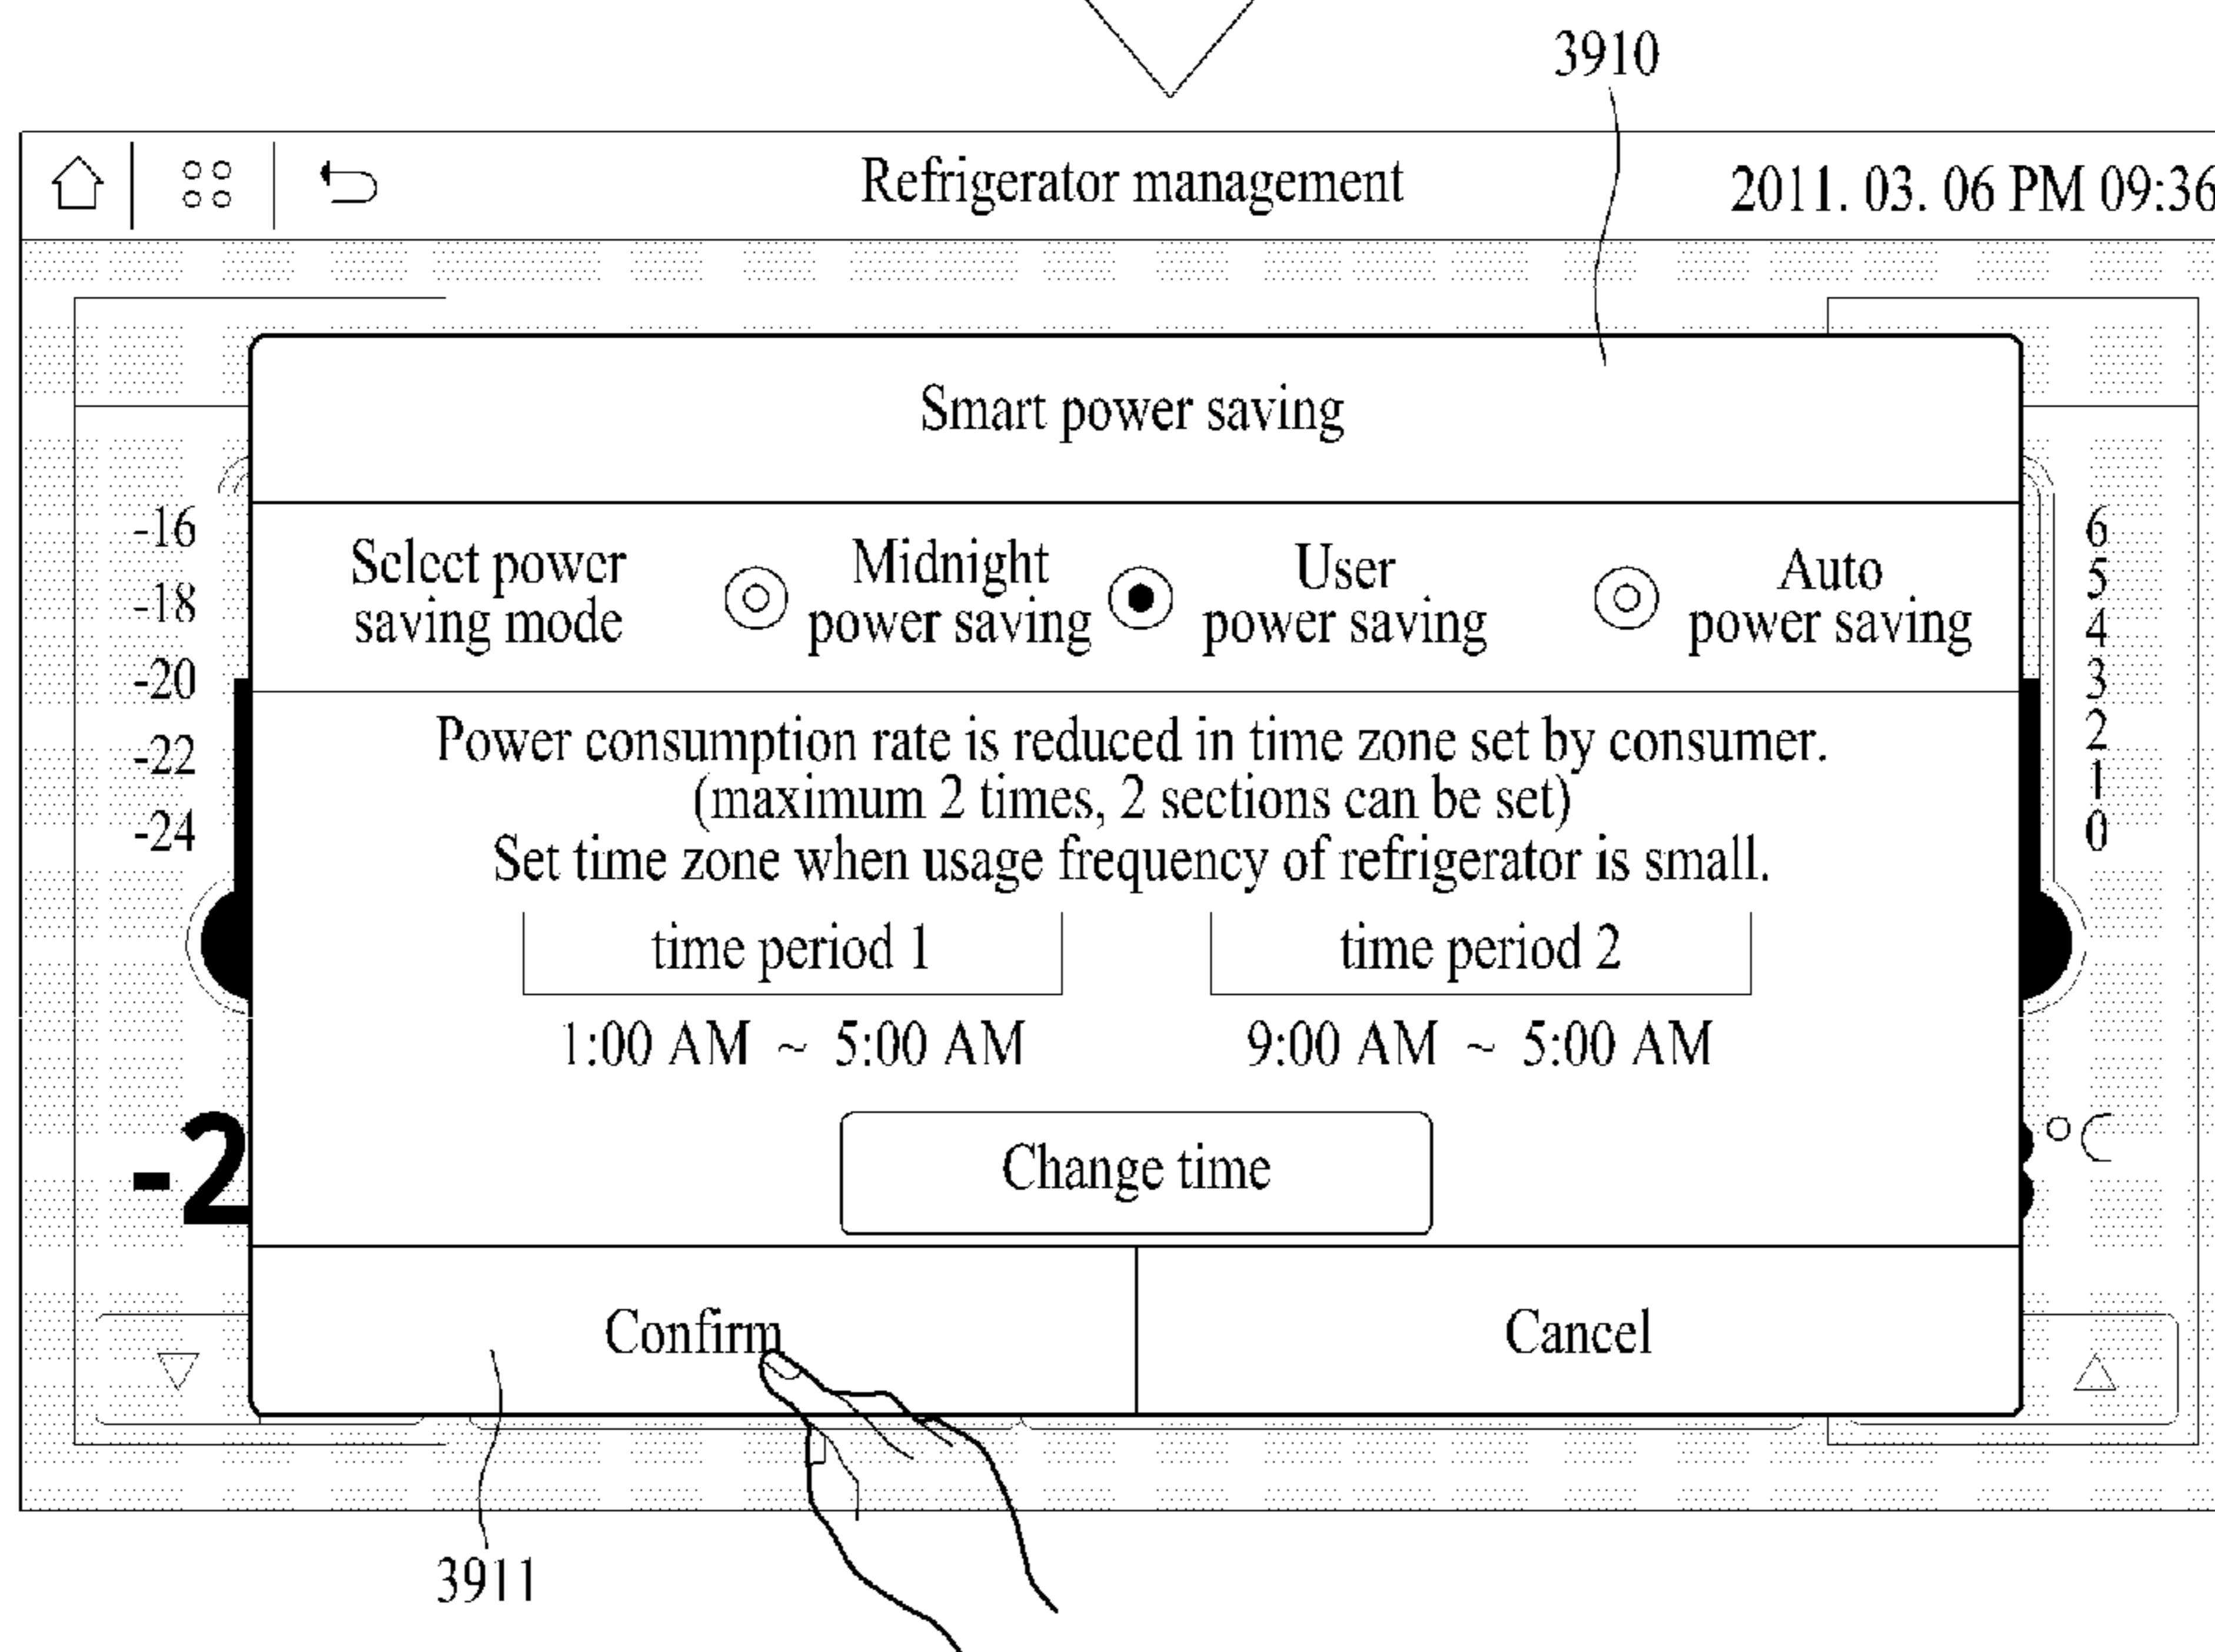 3910
Refrigerator management
2011. 03. 06 PM 09:36
Smart power saving
Select power
saving mode
Midnight
power saving
User
power saving
Auto
power saving
Power consumption rate is reduced in time zone set by consumer.
(maximum 2 times, 2 sections can be set)
Set time zone when usage frequency of refrigerator is small.
time period 1
time period 2
1:00 AM ~ 5:00 AM
9:00 AM ~ 5:00 AM
Change time
Confirm
Cancel
-16
-18
-20
-22
-24
-2
6
5
4
3
2
1
0
°C
3911